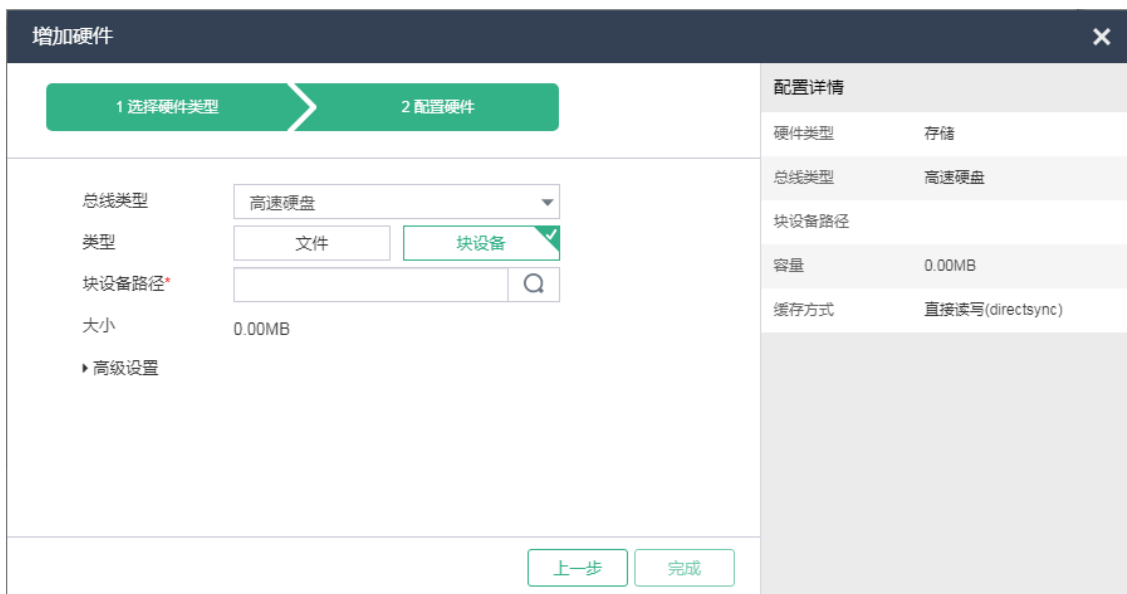 增加硬件
1 选择硬件类型
2 配置硬件
总线类型
高速硬盘
类型
文件
块设备
块设备路径*
大小
0.00MB
高级设置
上一步
完成
配置详情
硬件类型
存储
总线类型
高速硬盘
块设备路径
容量
0.00MB
缓存方式
直接读写(directsync)